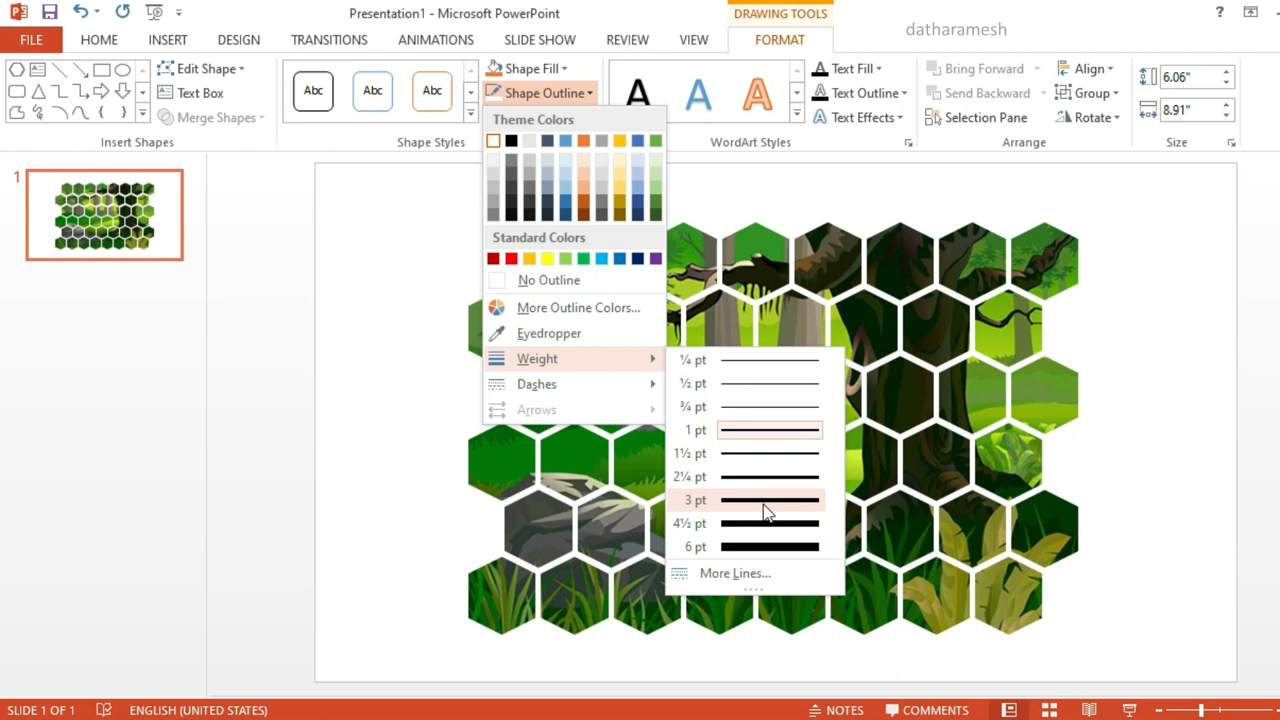 Presentation1 - Microsoft PowerPoint
DRAWING TOOLS
datharamesh
?
FILE
HOME
INSERT
DESIGN
TRANSITIONS
ANIMATIONS
SLIDE SHOW
REVIEW
VIEW
FORMAT
Edit Shape
Text Box
Merge Shapes
Insert Shapes
Abc
Abc
Abc
Shape Styles
Shape Fill
Shape Outline
A
A
A
Text Fill
Text Outline
Text Effects
WordArt Styles
Bring Forward
Send Backward
Selection Pane
Align
Group
Rotate
Arrange
6.06"
8.91"
Size
Theme Colors
Standard Colors
No Outline
More Outline Colors...
Eyedropper
Weight
Dashes
Arrows
¼ pt
½ pt
¾ pt
1 pt
1½ pt
2¼ pt
3 pt
4½ pt
6 pt
More Lines...
1
SLIDE 1 OF 1
ENGLISH (UNITED STATES)
NOTES
COMMENTS